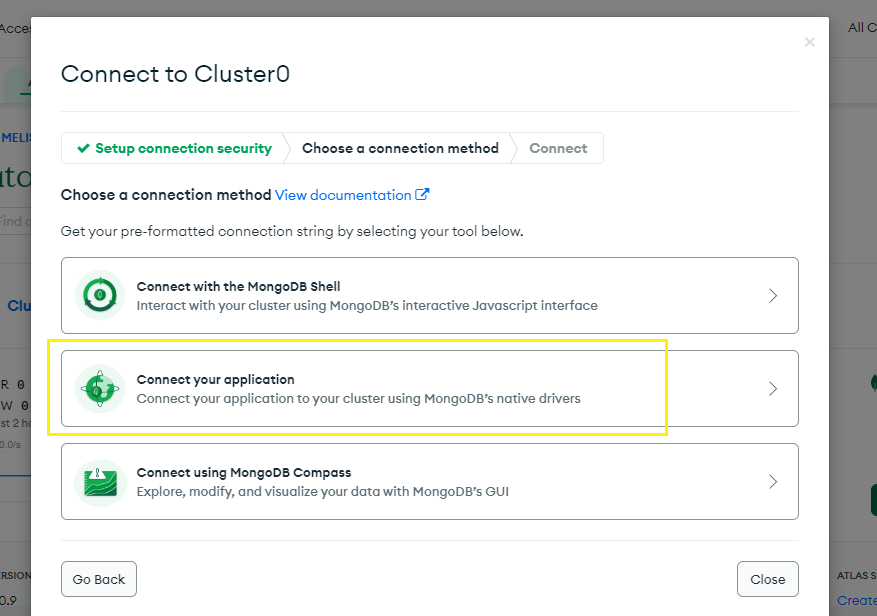 Acces
All C
×
Connect to Cluster0
Setup connection security
Choose a connection method
Connect
MELIS
Choose a connection method View documentation
Find
Get your pre-formatted connection string by selecting your tool below.
Connect with the MongoDB Shell
Interact with your cluster using MongoDB's interactive Javascript interface
Clu
Connect your application
Connect your application to your cluster using MongoDB's native drivers
R 0
W 0
st 2 ho
0.0/s
Connect using MongoDB Compass
Explore, modify, and visualize your data with MongoDB's GUI
Go Back
Close
ERSION
0.9
ATLAS S
Create